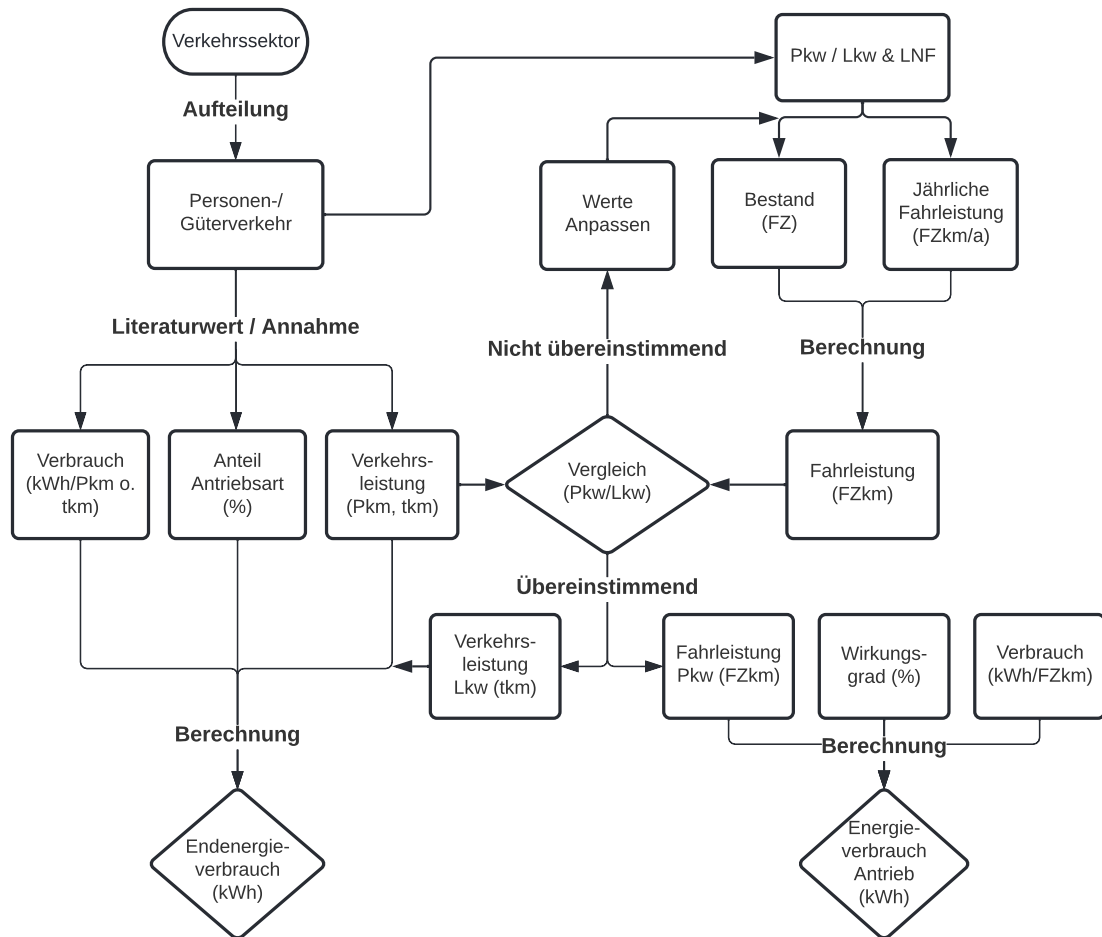 Verkehrssektor
Pkw / Lkw & LNF
Aufteilung
Personen-/
Güterverkehr
Werte
Anpassen
Bestand
(FZ)
Jährliche
Fahrleistung
(FZkm/a)
Literaturwert / Annahme
Nicht übereinstimmend
Berechnung
Verbrauch
(kWh/Pkm o.
tkm)
Anteil
Antriebsart
(%)
Verkehrs-
leistung
(Pkm, tkm)
Vergleich
(Pkw/Lkw)
Fahrleistung
(FZkm)
Übereinstimmend
Verkehrs-
leistung
Lkw (tkm)
Fahrleistung
Pkw (FZkm)
Wirkungs-
grad (%)
Verbrauch
(kWh/FZkm)
Berechnung
Berechnung
Endenergie-
verbrauch
(kWh)
Energie-
verbrauch
Antrieb
(kWh)